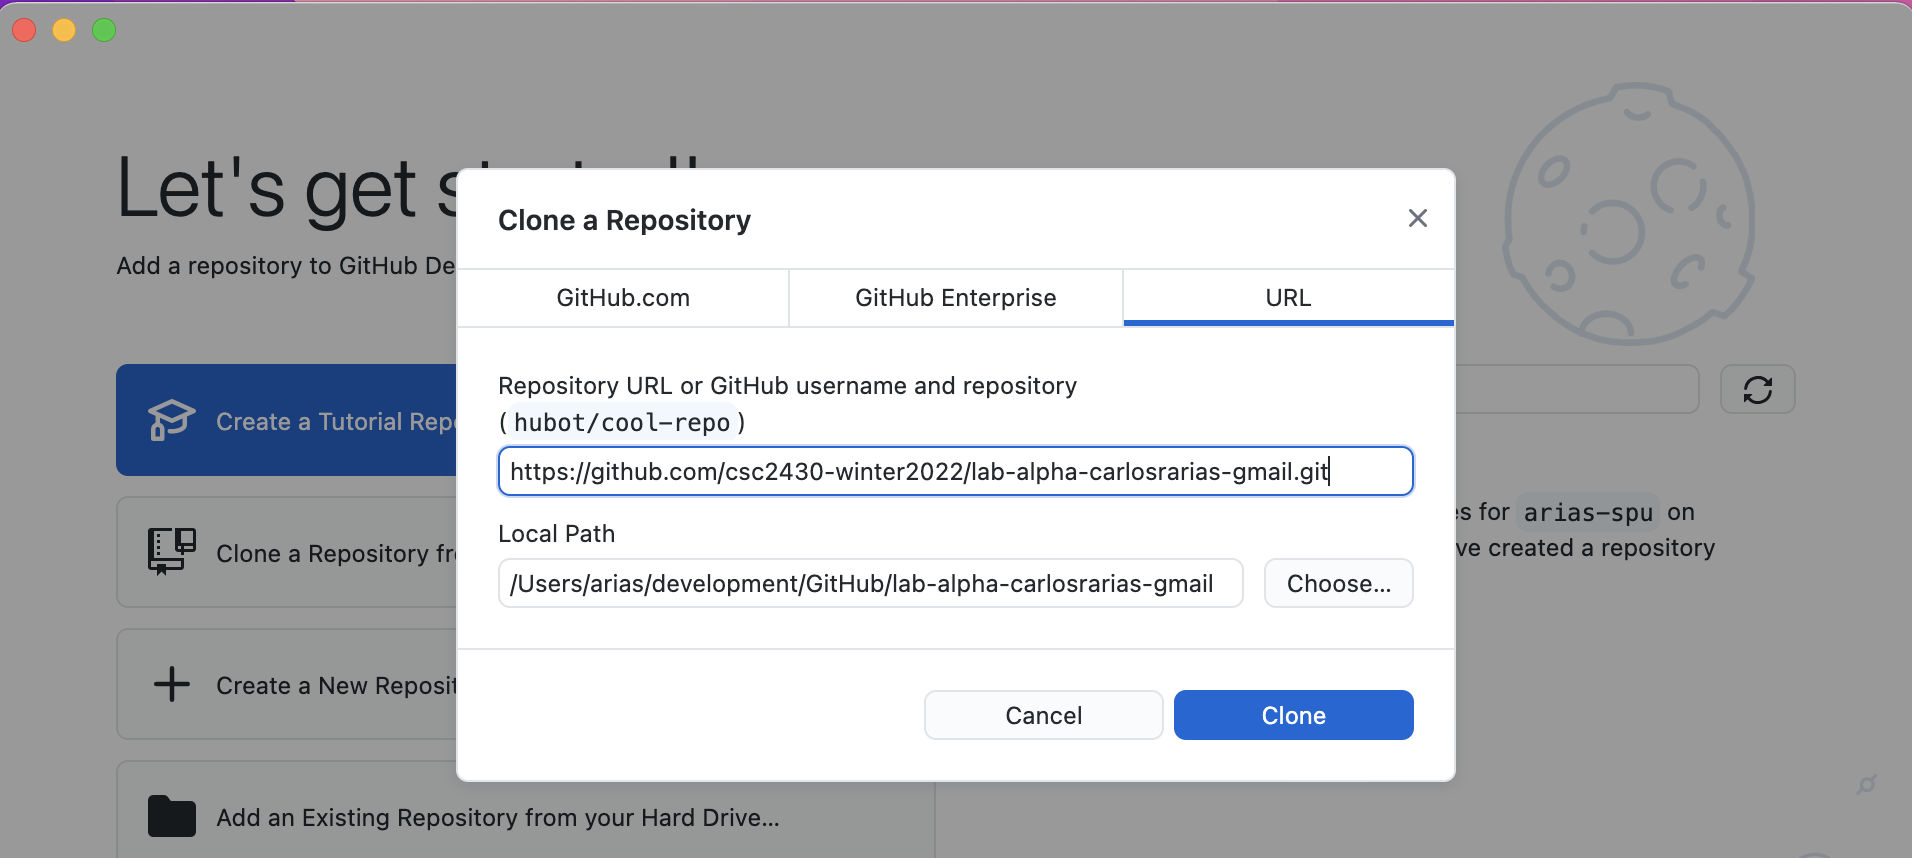 Let's get
Add a repository to GitHub De
Create a Tutorial Rep
Clone a Repository fr
Create a New Reposit
Add an Existing Repository from your Hard Drive...
Clone a Repository
GitHub.com
GitHub Enterprise
URL
Repository URL or GitHub username and repository
(hubot/cool-repo)
https://github.com/csc2430-winter2022/lab-alpha-carlosrarias-gmail.git
Local Path
/Users/arias/development/GitHub/lab-alpha-carlosrarias-gmail
Choose...
Cancel
Clone
es for arias-spu on
ve created a repository